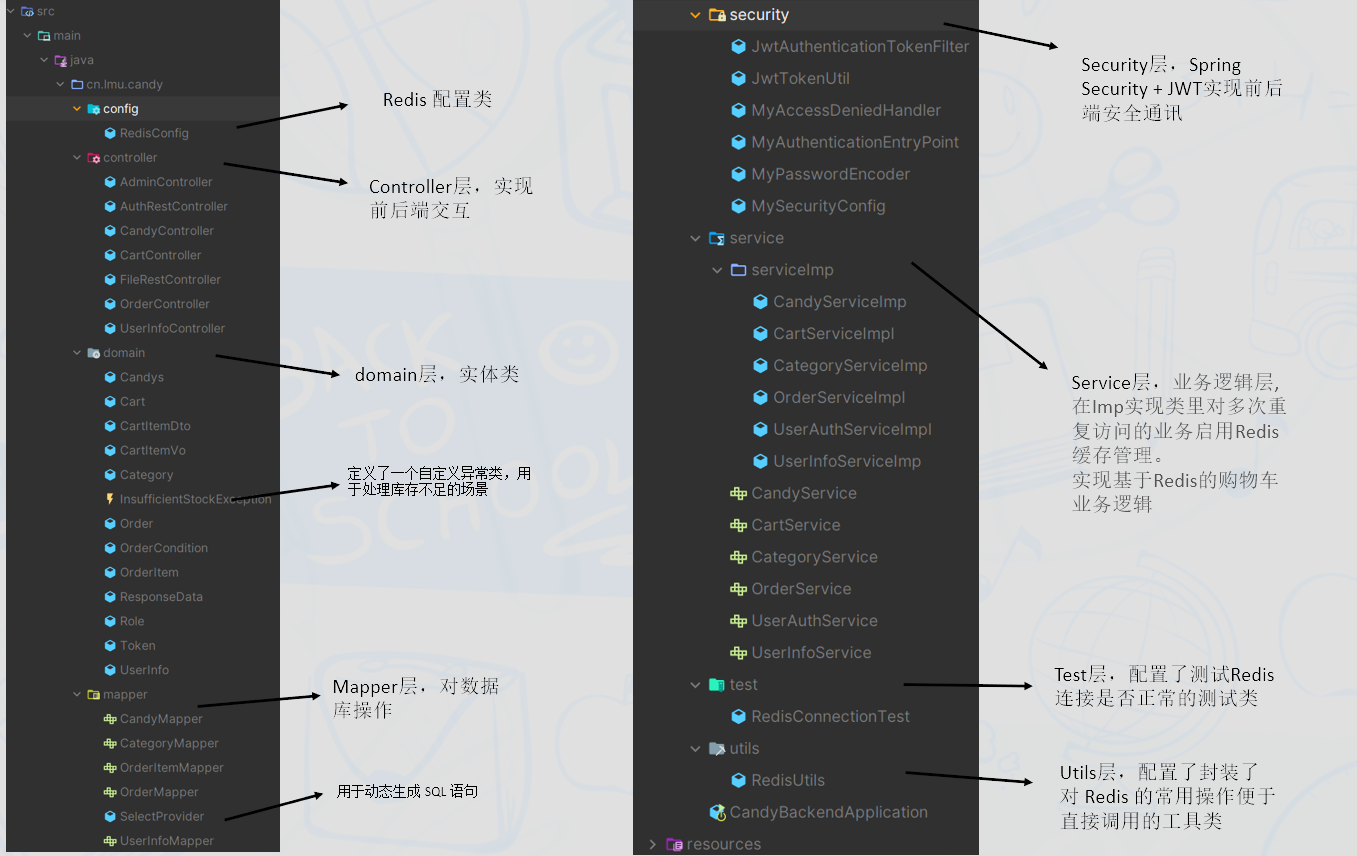 src
main
java
cn.lmu.candy
config
RedisConfig
controller
AdminController
AuthRestController
CandyController
CartController
FileRestController
OrderController
UserInfoController
domain
Candys
Cart
CartItemDto
CartItemVo
Category
InsufficientStockException
Order
OrderCondition
OrderItem
ResponseData
Role
Token
UserInfo
mapper
CandyMapper
CategoryMapper
OrderItemMapper
OrderMapper
SelectProvider
UserInfoMapper
Redis 配置类
Controller层，实现
前后端交互
domain层，实体类
定义了一个自定义异常类，用
于处理库存不足的场景
Mapper层，对数据
库操作
用于动态生成 SQL 语句
security
JwtAuthenticationTokenFilter
JwtTokenUtil
MyAccessDeniedHandler
MyAuthenticationEntryPoint
MyPasswordEncoder
MySecurityConfig
service
serviceImp
CandyServiceImp
CartServiceImpl
CategoryServiceImp
OrderServiceImpl
UserAuthServiceImpl
UserInfoServiceImp
CandyService
CartService
CategoryService
OrderService
UserAuthService
UserInfoService
test
RedisConnectionTest
utils
RedisUtils
CandyBackendApplication
resources
Security层，Spring
Security + JWT实现前后
端安全通讯
Service层，业务逻辑层,
在Imp实现类里对多次重
复访问的业务启用Redis
缓存管理。
实现基于Redis的购物车
业务逻辑
Test层，配置了测试Redis
连接是否正常的测试类
Utils层，配置了封装了
对 Redis 的常用操作便于
直接调用的工具类
BACK
TO
SCHOOL